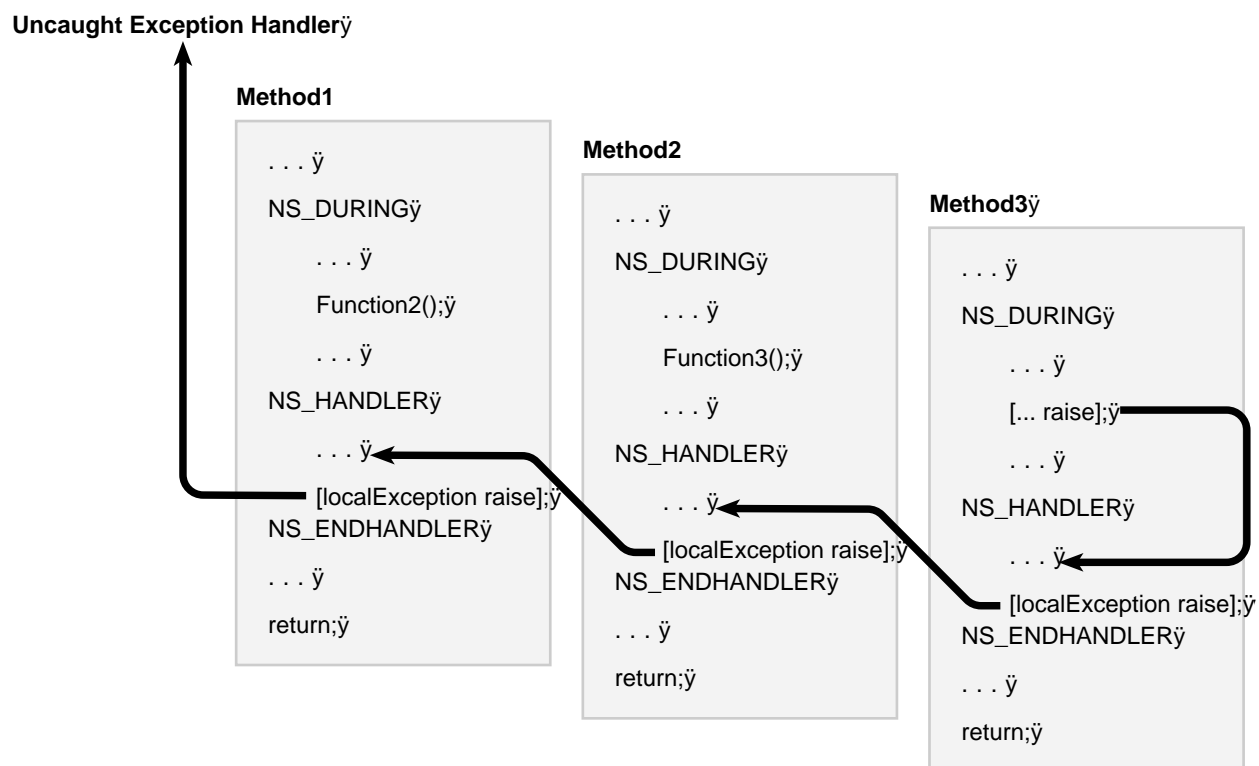 Uncaught Exception Handlerÿ
Method1
. . . ÿ
NS_DURINGÿ
. . . ÿ
Function2();ÿ
. . . ÿ
NS_HANDLERÿ
. . . ÿ
[localException raise];ÿ
NS_ENDHANDLERÿ
. . . ÿ
return;ÿ
Method2
. . . ÿ
NS_DURINGÿ
. . . ÿ
Function3();ÿ
. . . ÿ
NS_HANDLERÿ
. . . ÿ
[localException raise];ÿ
NS_ENDHANDLERÿ
. . . ÿ
return;ÿ
Method3ÿ
. . . ÿ
NS_DURINGÿ
. . . ÿ
[... raise];ÿ
. . . ÿ
NS_HANDLERÿ
. . . ÿ
[localException raise];ÿ
NS_ENDHANDLERÿ
. . . ÿ
return;ÿ